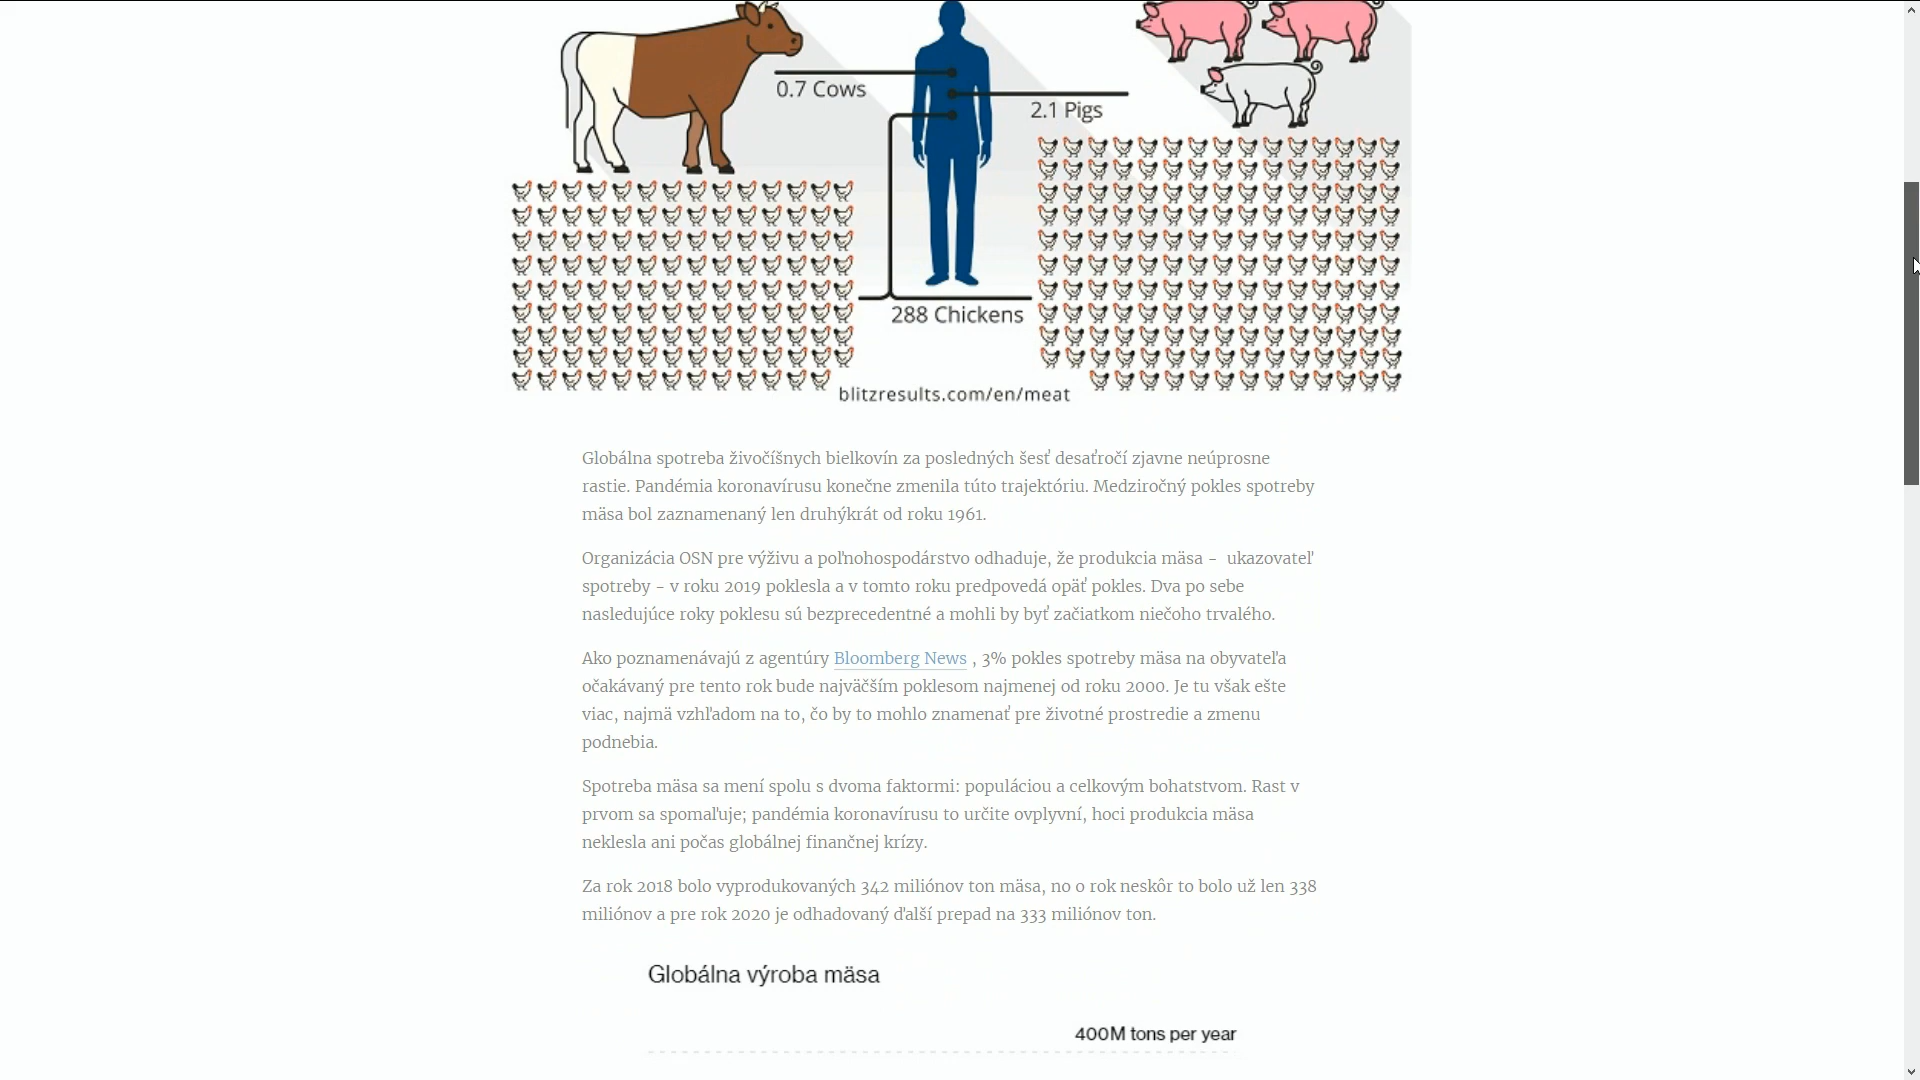 0.7 Cows
2.1 Pigs
288 Chickens
blitzresults.com/en/meat
Globálna spotreba živočíšnych bielkovín za posledných šesť desaťročí zjavne neúprosne
rastie. Pandémia koronavírusu konečne zmenila túto trajektóriu. Medziročný pokles spotreby
mäsa bol zaznamenaný len druhýkrát od roku 1961.
Organizácia OSN pre výživu a poľnohospodárstvo odhaduje, že produkcia mäsa – ukazovateľ
spotreby – v roku 2019 poklesla a v tomto roku predpovedá opäť pokles. Dva po sebe
nasledujúce roky poklesu sú bezprecedentné a mohli by byť začiatkom niečoho trvalého.
Ako poznamenávajú z agentúry Bloomberg News , 3% pokles spotreby mäsa na obyvateľa
očakávaný pre tento rok bude najväčším poklesom najmenej od roku 2000. Je tu však ešte
viac, najmä vzhľadom na to, čo by to mohlo znamenať pre životné prostredie a zmenu
podnebia.
Spotreba mäsa sa mení spolu s dvoma faktormi: populáciou a celkovým bohatstvom. Rast v
prvom sa spomaľuje; pandémia koronavírusu to určite ovplyvní, hoci produkcia mäsa
neklesla ani počas globálnej finančnej krízy.
Za rok 2018 bolo vyprodukovaných 342 miliónov ton mäsa, no o rok neskôr to bolo už len 338
miliónov a pre rok 2020 je odhadovaný ďalší prepad na 333 miliónov ton.
Globálna výroba mäsa
400M tons per year